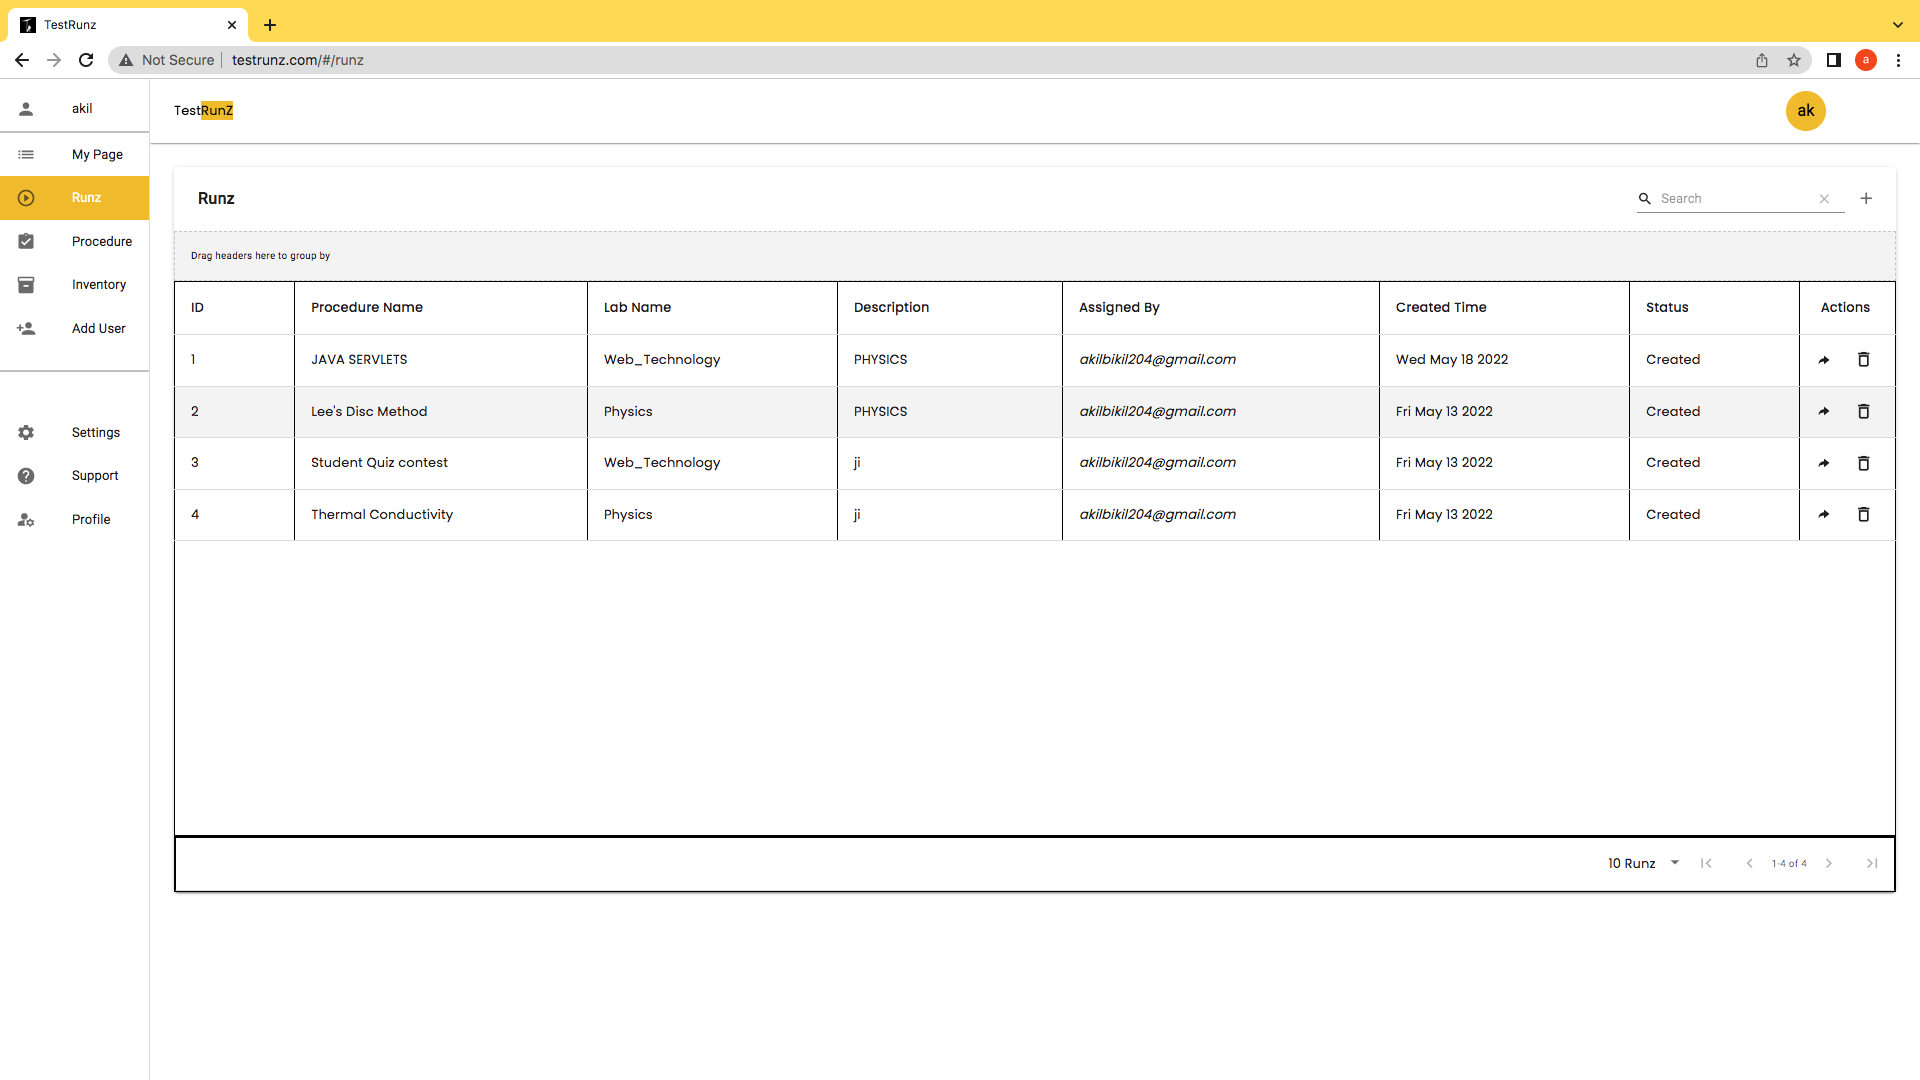 TestRunz
Not Secure testrunz.com/#/runz a
akil
TestRunZ ak
My Page
Runz
Procedure
Inventory
Add User
Settings
Support
Profile
Runz Search
Drag headers here to group by
ID Procedure Name Lab Name Description Assigned By Created Time Status Actions
1 JAVA SERVLETS Web_Technology PHYSICS akilbikil204@gmail.com Wed May 18 2022 Created
2 Lee's Disc Method Physics PHYSICS akilbikil204@gmail.com Fri May 13 2022 Created
3 Student Quiz contest Web_Technology ji akilbikil204@gmail.com Fri May 13 2022 Created
4 Thermal Conductivity Physics ji akilbikil204@gmail.com Fri May 13 2022 Created
10 Runz 1-4 of 4